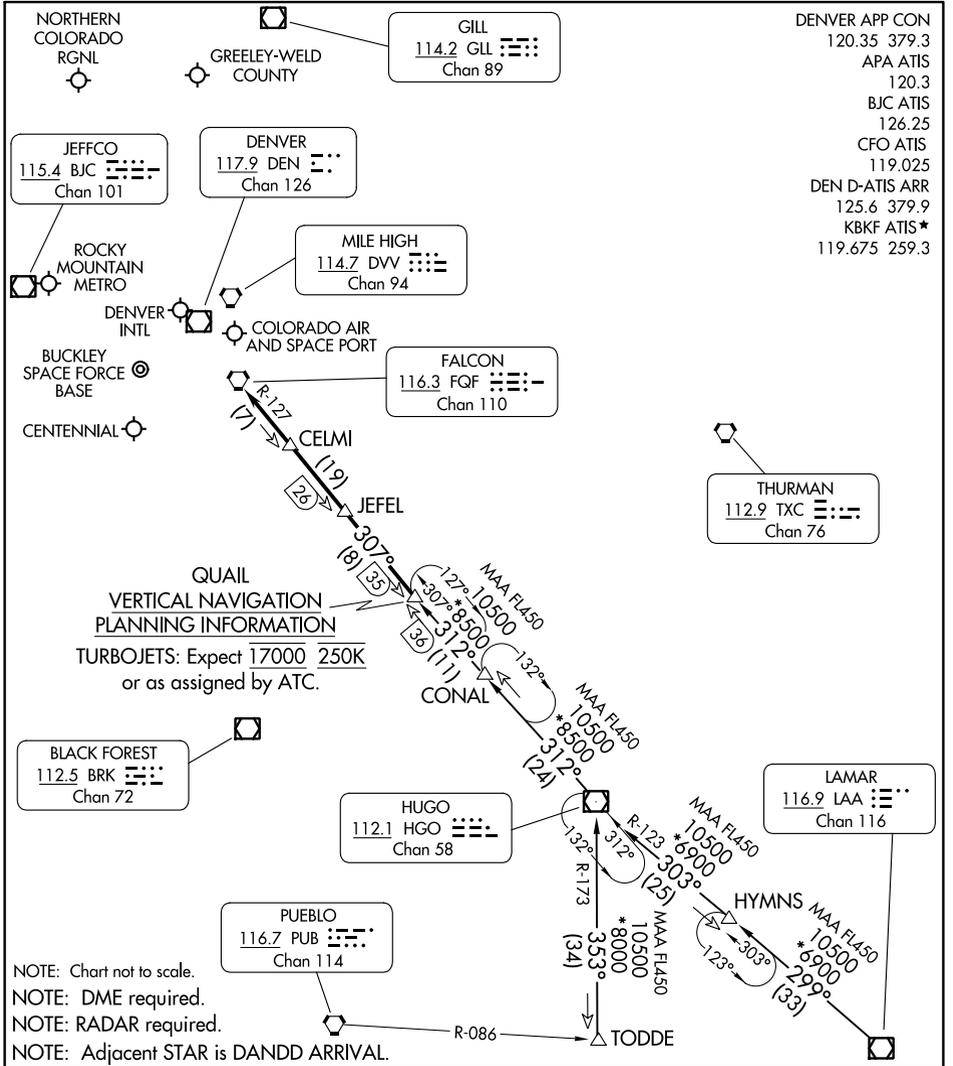 NORTHERN
COLORADO
RGNL
GREELEY-WELD
COUNTY
GILL
114.2 GLL
Chan 89
DENVER APP CON
120.35 379.3
APA ATIS
120.3
BJC ATIS
126.25
CFO ATIS
119.025
DEN D-ATIS ARR
125.6 379.9
KBKF ATIS★
119.675 259.3
JEFFCO
115.4 BJC
Chan 101
DENVER
117.9 DEN
Chan 126
MILE HIGH
114.7 DVV
Chan 94
ROCKY
MOUNTAIN
METRO
DENVER
INTL
COLORADO AIR
AND SPACE PORT
BUCKLEY
SPACE FORCE
BASE
FALCON
116.3 FQF
Chan 110
CENTENNIAL
R-127
(7)
CELMI
(19)
26
JEFEL
THURMAN
112.9 TXC
Chan 76
307°
(8)
35
QUAIL
VERTICAL NAVIGATION
PLANNING INFORMATION
TURBOJETS: Expect 17000 250K
or as assigned by ATC.
127°
307°
MAA FL450
10500
*8500
312°
(11)
36
CONAL
132°
MAA FL450
10500
*8500
312°
(24)
BLACK FOREST
112.5 BRK
Chan 72
HUGO
112.1 HGO
Chan 58
LAMAR
116.9 LAA
Chan 116
132°
312°
R-173
R-123
MAA FL450
10500
*6900
303°
(25)
HYMNS
303°
123°
MAA FL450
10500
*6900
299°
(33)
PUEBLO
116.7 PUB
Chan 114
MAA FL450
10500
*8000
353°
(34)
R-086
TODDE
NOTE: Chart not to scale.
NOTE: DME required.
NOTE: RADAR required.
NOTE: Adjacent STAR is DANDD ARRIVAL.